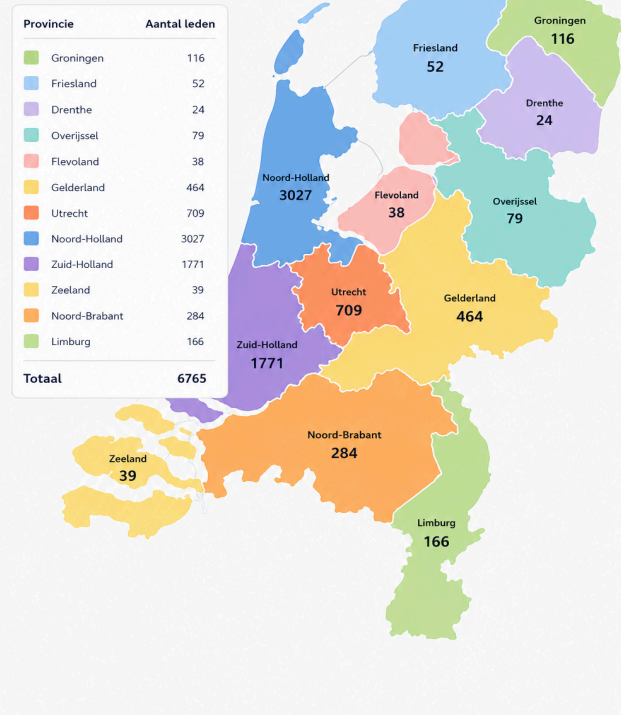 Provincie Aantal leden
Groningen 116
Friesland 52
Drenthe 24
Overijssel 79
Flevoland 38
Gelderland 464
Utrecht 709
Noord-Holland 3027
Zuid-Holland 1771
Zeeland 39
Noord-Brabant 284
Limburg 166
Totaal 6765
Groningen
116
Friesland
52
Drenthe
24
Noord-Holland
3027
Flevoland
38
Overijssel
79
Utrecht
709
Gelderland
464
Zuid-Holland
1771
Noord-Brabant
284
Zeeland
39
Limburg
166